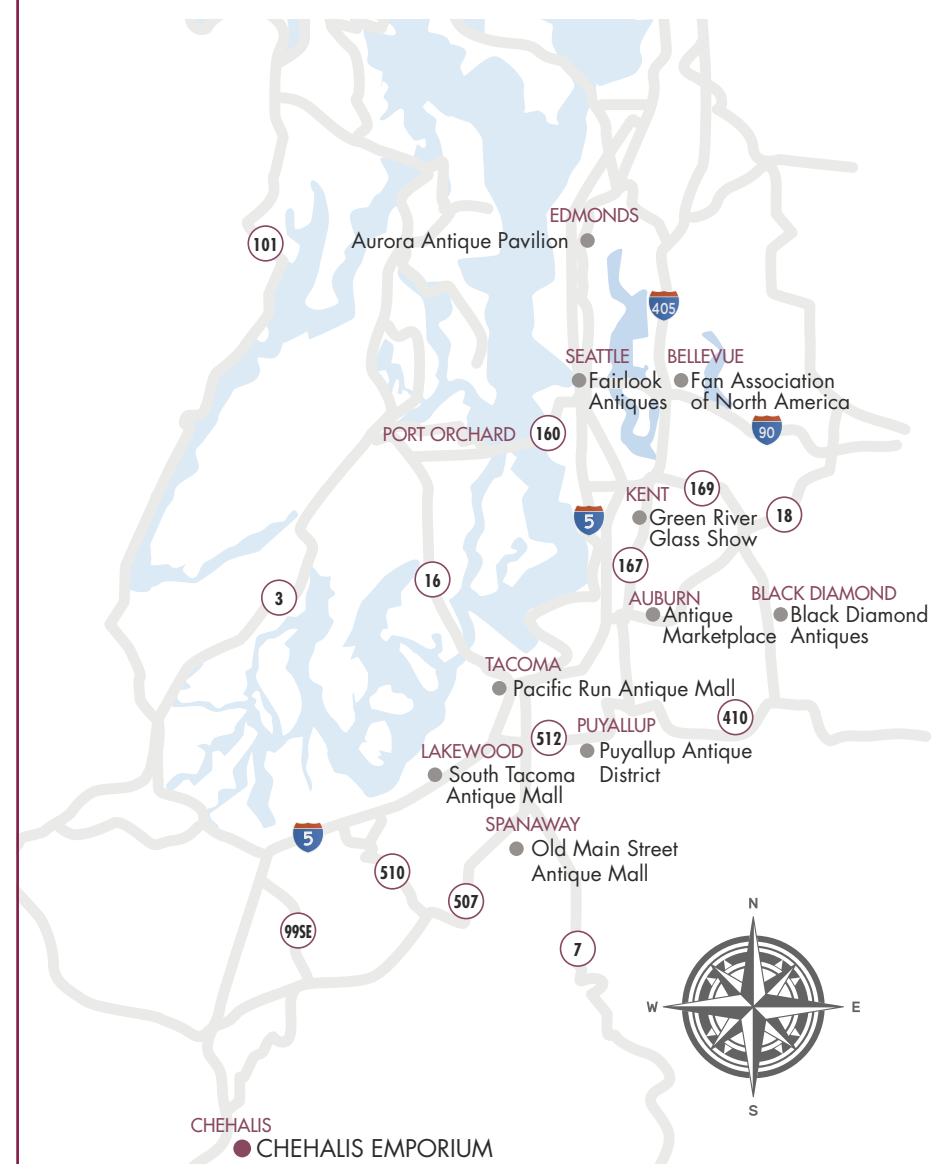 EDMONDS
Aurora Antique Pavilion
101
405
SEATTLE
Fairlook
Antiques
BELLEVUE
Fan Association
of North America
PORT ORCHARD
160
90
KENT
169
Green River
Glass Show
18
5
167
16
3
AUBURN
Antique
Marketplace
BLACK DIAMOND
Black Diamond
Antiques
TACOMA
Pacific Run Antique Mall
410
512
PUYALLUP
Puyallup Antique
District
LAKEWOOD
South Tacoma
Antique Mall
SPANAWAY
Old Main Street
Antique Mall
5
510
507
99SE
7
N
W
E
S
CHEHALIS
CHEHALIS EMPORIUM